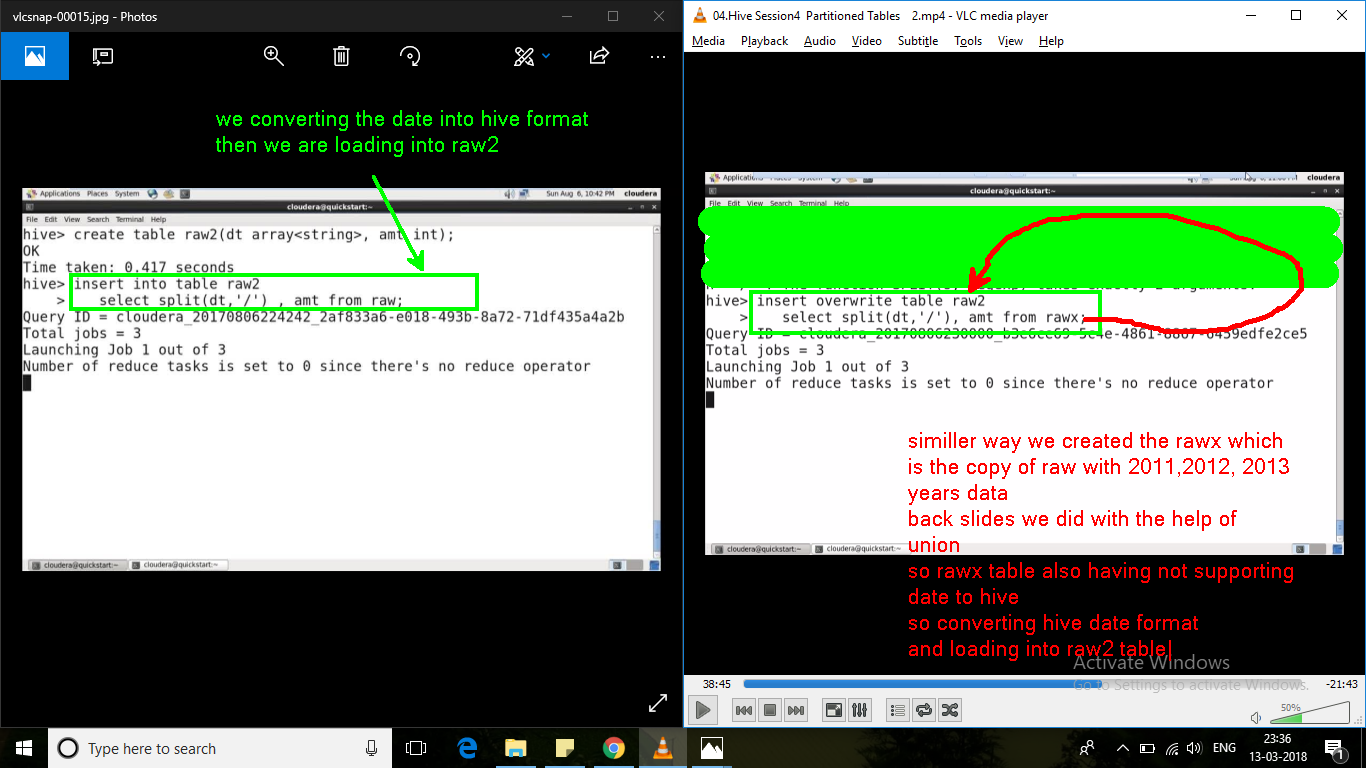 vlcsnap-00015.jpg - Photos
we converting the date into hive format
then we are loading into raw2
Applications Places System
Sun Aug 6, 10:42 PM cloudera
cloudera@quickstart:~
File Edit View Search Terminal Help
hive> create table raw2(dt array<string>, amt int);
OK
Time taken: 0.417 seconds
hive> insert into table raw2
> select split(dt,'/') , amt from raw;
Query ID = cloudera_20170806224242_2af833a6-e018-493b-8a72-71df435a4a2b
Total jobs = 3
Launching Job 1 out of 3
Number of reduce tasks is set to 0 since there's no reduce operator
cloudera@quickstart:~ cloudera@quickstart:~
04.Hive Session4 Partitioned Tables 2.mp4 - VLC media player
Media Playback Audio Video Subtitle Tools View Help
cloudera
cloudera@quickstart:~
File Edit View Search Terminal Help
hive> insert overwrite table raw2
> select split(dt,'/'), amt from rawx;
Query ID =
Total jobs = 3
Launching Job 1 out of 3
Number of reduce tasks is set to 0 since there's no reduce operator
cloudera@quickstart:~ cloudera@quickstart:~
similler way we created the rawx which
is the copy of raw with 2011,2012, 2013
years data
back slides we did with the help of
union
so rawx table also having not supporting
date to hive
so converting hive date format
and loading into raw2 table
Activate Windows
Go to Settings to activate Windows.
38:45
-21:43
50%
Type here to search
ENG
23:36
13-03-2018
1